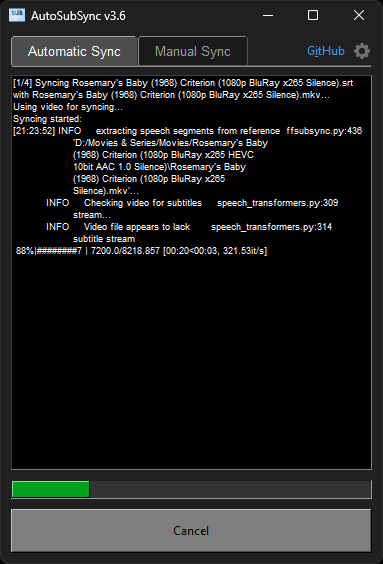 SUB
AutoSubSync v3.6
Automatic Sync
Manual Sync
GitHub
[1/4] Syncing Rosemary's Baby (1968) Criterion (1080p BluRay x265 Silence).srt
with Rosemary's Baby (1968) Criterion (1080p BluRay x265 Silence).mkv...
Using video for syncing...
Syncing started:
[21:23:52] INFO extracting speech segments from reference ffsubsync.py:436
'D:/Movies & Series/Movies/Rosemary's Baby
(1968) Criterion (1080p BluRay x265 HEVC
10bit AAC 1.0 Silence)\Rosemary's Baby
(1968) Criterion (1080p BluRay x265
Silence).mkv'...
INFO Checking video for subtitles speech_transformers.py:309
stream...
INFO Video file appears to lack speech_transformers.py:314
subtitle stream
88%|########7 | 7200.0/8218.857 [00:20<00:03, 321.53it/s]
Cancel